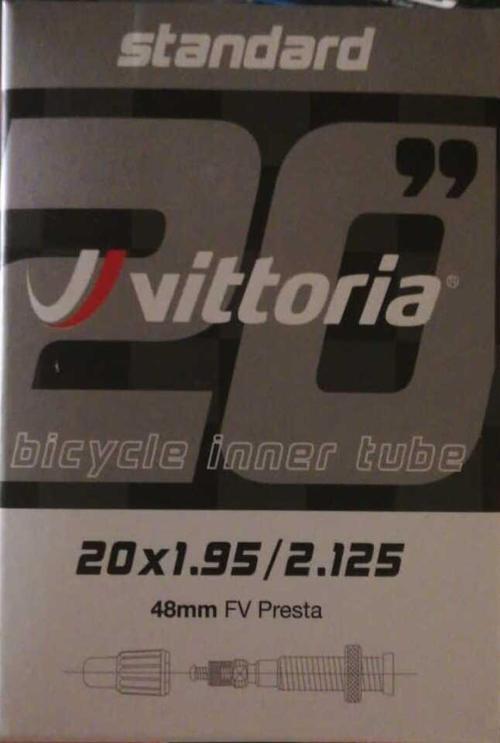 standard
20”
vittoria®
bicycle inner tube
20x1.95/2.125
48mm FV Presta